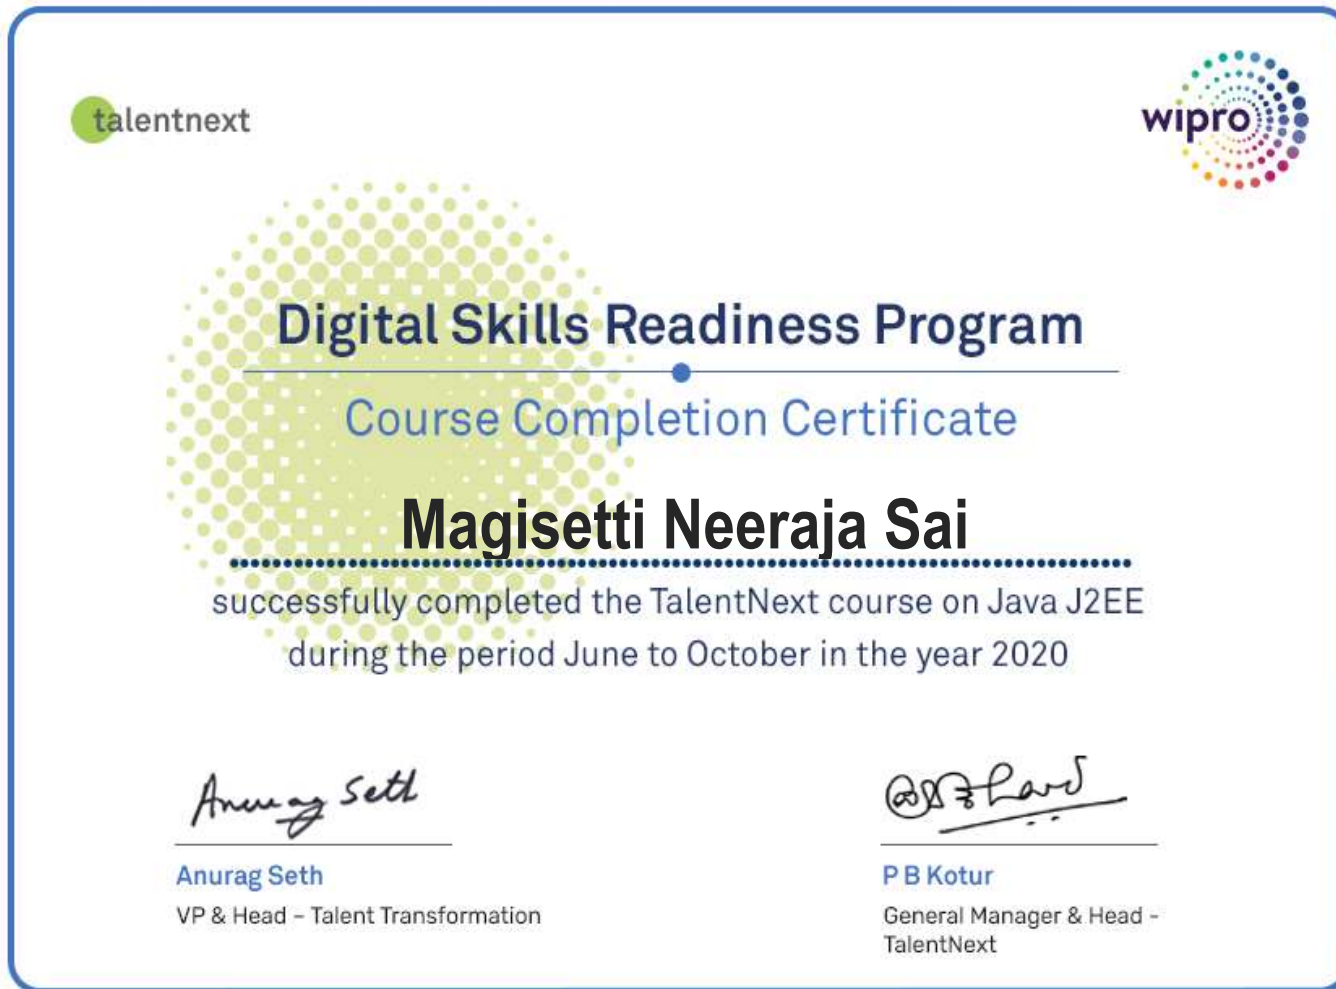 talentnext
wipro
Digital Skills Readiness Program
Course Completion Certificate
Magisetti Neeraja Sai
successfully completed the TalentNext course on Java J2EE
during the period June to October in the year 2020
Anurag Seth
Anurag Seth
VP & Head – Talent Transformation
P B Kotur
General Manager & Head -
TalentNext